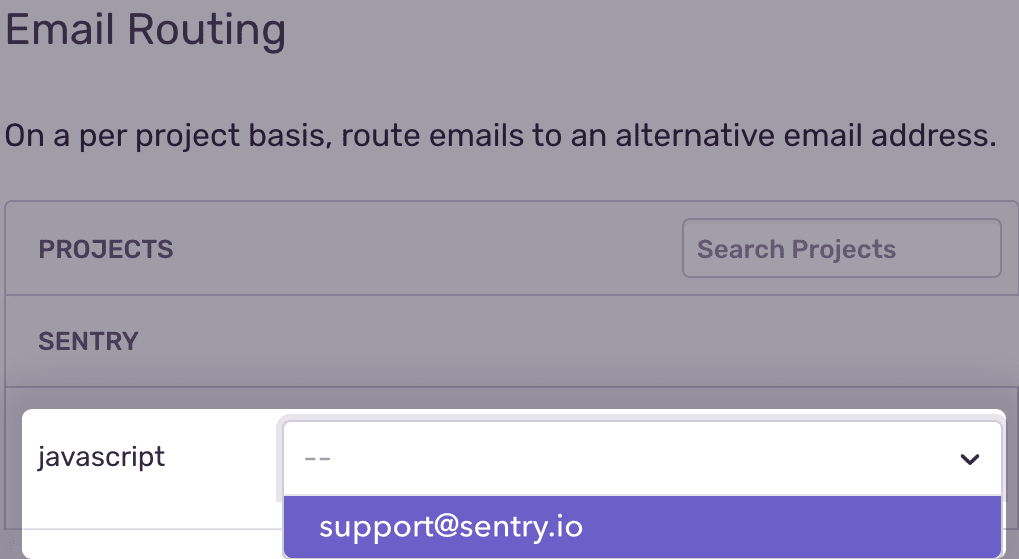 Email Routing
On a per project basis, route emails to an alternative email address.
PROJECTS Search Projects
SENTRY
javascript --
support@sentry.io